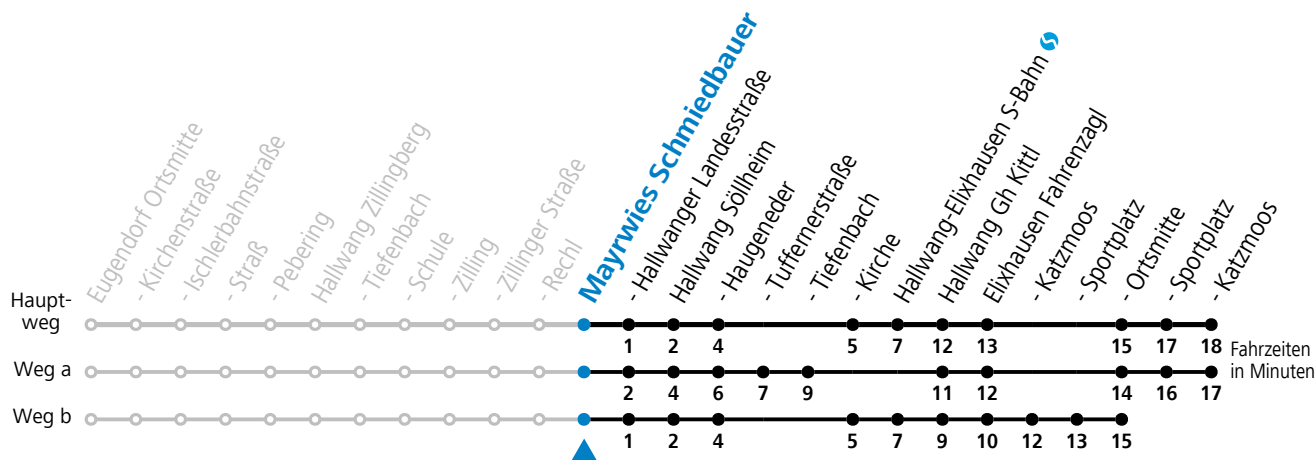 Eugendorf Ortsmitte
- Kirchenstraße
- Ischlerbahnstraße
- Straß
- Pebering
Hallwang Zillingberg
- Tiefenbach
- Schule
- Zilling
- Zillinger Straße
- Rechl
Mayrwies Schmiedbauer
- Hallwanger Landesstraße
Hallwang Söllheim
- Haugeneder
- Tuffernerstraße
- Tiefenbach
- Kirche
Hallwang-Elixhausen S-Bahn
Hallwang Gh Kittl
Elixhausen Fahrenzagl
- Katzmoos
- Sportplatz
- Ortsmitte
- Sportplatz
- Katzmoos
Haupt-
weg
1 2 4 5 7 12 13 15 17 18
Weg a
2 4 6 7 9 11 12 14 16 17
Weg b
1 2 4 5 7 9 10 12 13 15
Fahrzeiten
in Minuten